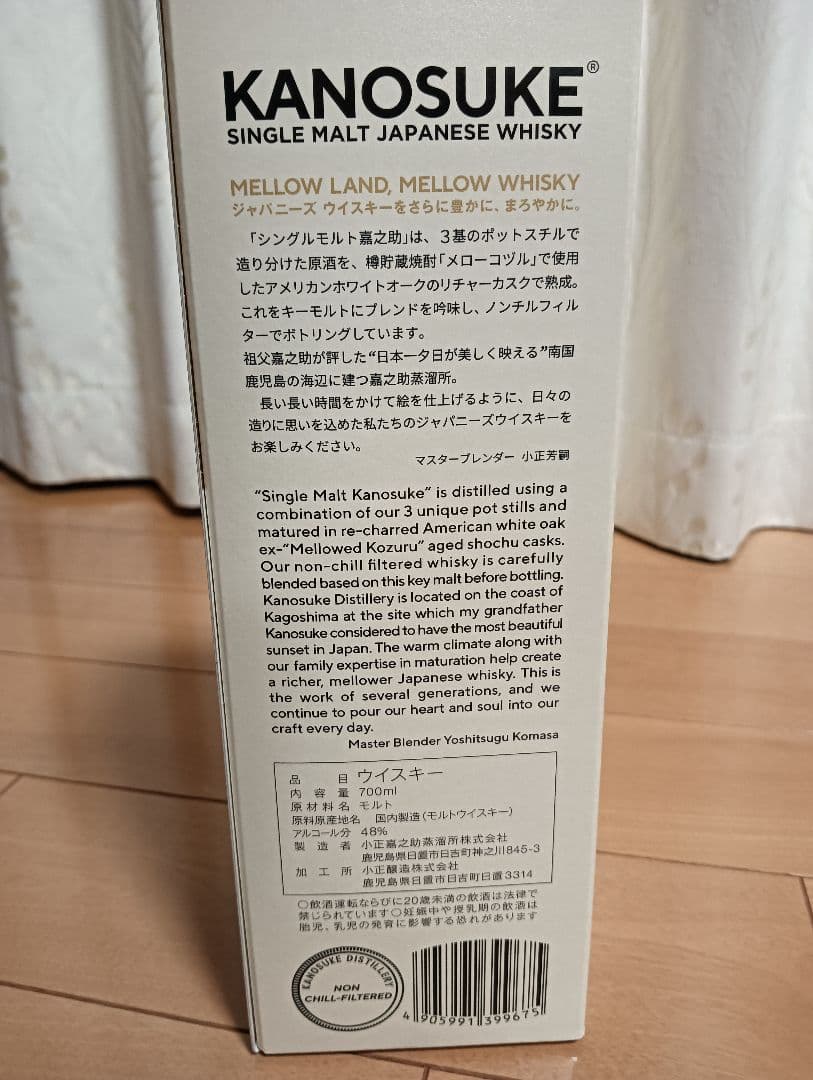 KANOSUKE®
SINGLE MALT JAPANESE WHISKY
MELLOW LAND, MELLOW WHISKY
ジャパニーズ ウイスキーをさらに豊かに、まろやかに。
「シングルモルト嘉之助」は、3基のポットスチルで
造り分けた原酒を、樽貯蔵焼酎「メローコヅル」で使用
したアメリカンホワイトオークのリチャーカスクで熟成。
これをキーモルトにブレンドを吟味し、ノンチルフィル
ターでボトリングしています。
祖父嘉之助が評した“日本一夕日が美しく映える”南国
鹿児島の海辺に建つ嘉之助蒸溜所。
長い長い時間をかけて絵を仕上げるように、日々の
造りに思いを込めた私たちのジャパニーズウイスキーを
お楽しみください。
マスターブレンダー 小正芳嗣
“Single Malt Kanosuke” is distilled using a
combination of our 3 unique pot stills and
matured in re-charred American white oak
ex-“Mellowed Kozuru” aged shochu casks.
Our non-chill filtered whisky is carefully
blended based on this key malt before bottling.
Kanosuke Distillery is located on the coast of
Kagoshima at the site which my grandfather
Kanosuke considered to have the most beautiful
sunset in Japan. The warm climate along with
our family expertise in maturation help create
a richer, mellower Japanese whisky. This is
the work of several generations, and we
continue to pour our heart and soul into our
craft every day.
Master Blender Yoshitsugu Komasa
品目 ウイスキー
内容量 700ml
原材料名 モルト
原料原産地名 国内製造(モルトウイスキー)
アルコール分 48%
製造者 小正嘉之助蒸溜所株式会社
鹿児島県日置市日吉町神之川845-3
加工所 小正醸造株式会社
鹿児島県日置市日吉町日置3314
○飲酒運転ならびに20歳未満の飲酒は法律で
禁じられています○妊娠中や授乳期の飲酒は
胎児、乳児の発育に影響する恐れがあります
KANOSUKE DISTILLERY
NON
CHILL-FILTERED
4 905991 399675